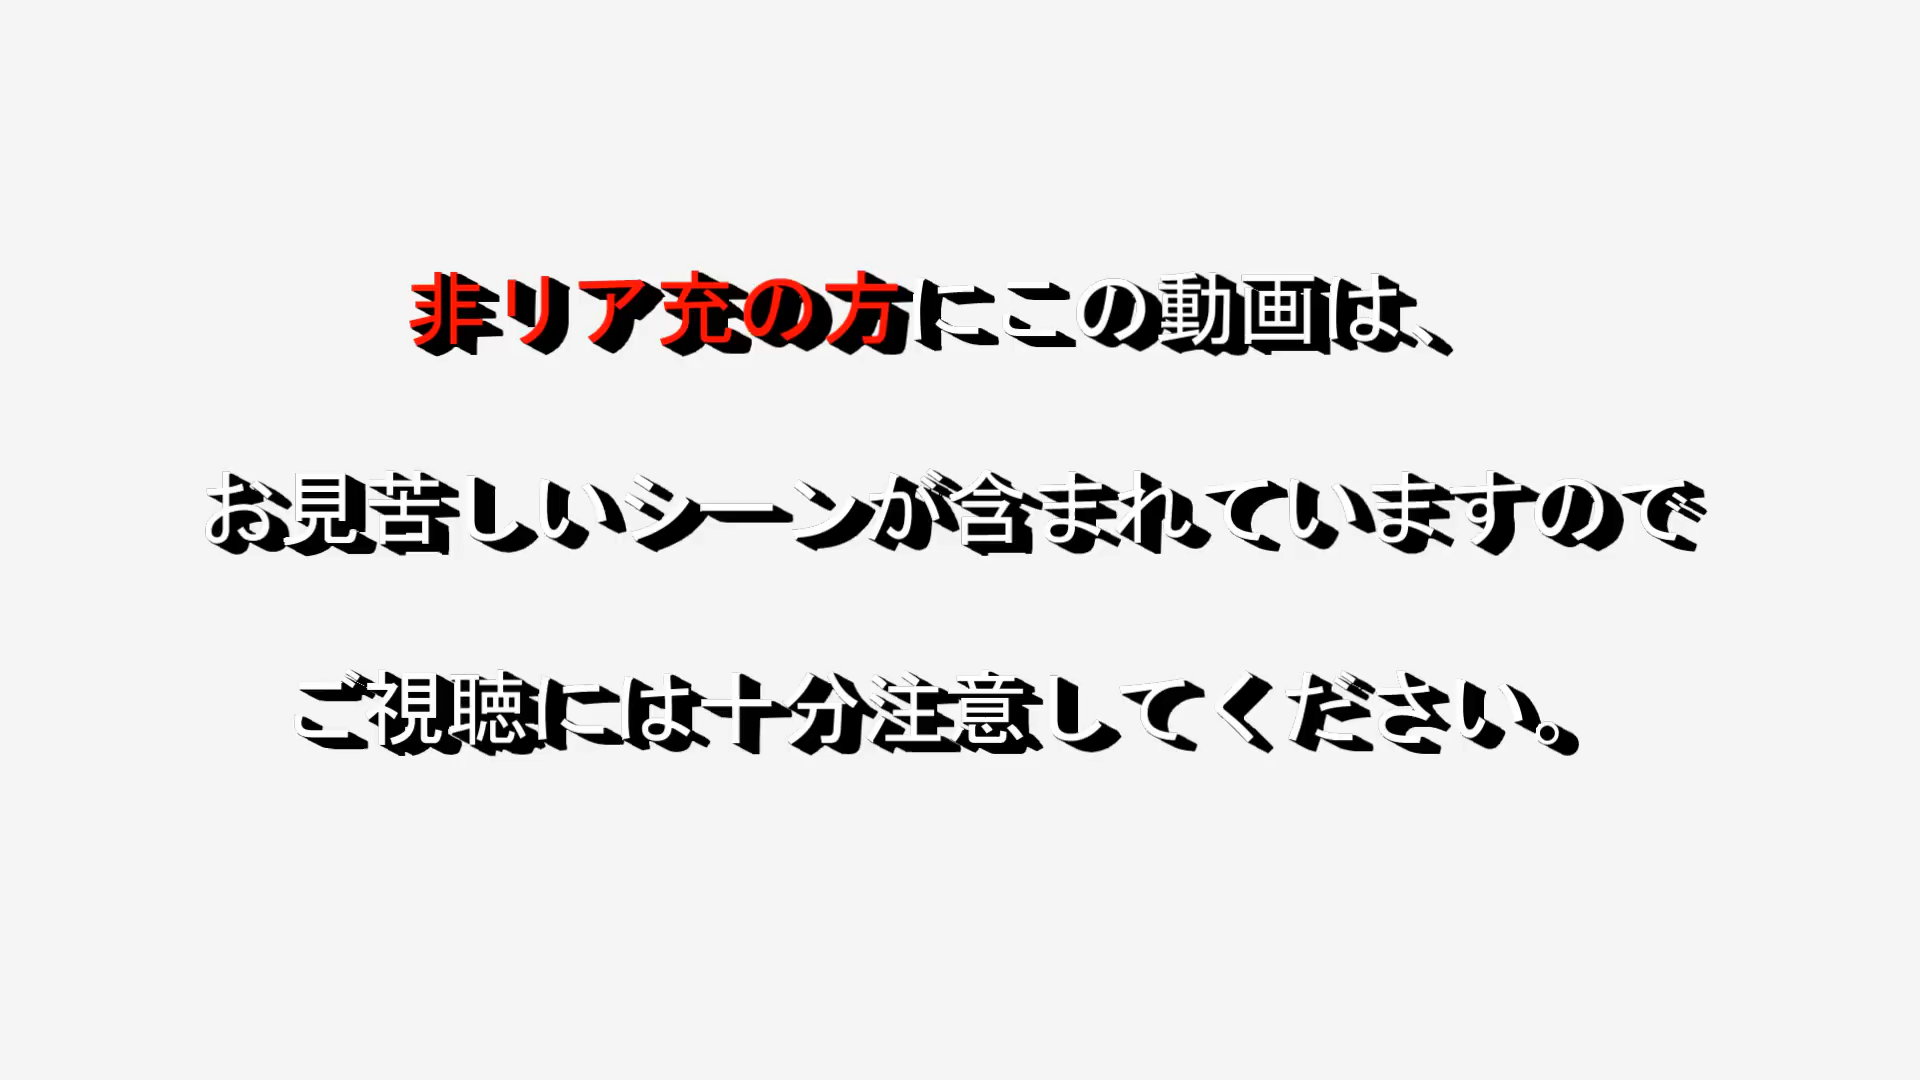 非リア充の方にこの動画は、
お見苦しいシーンが含まれていますので
ご視聴には十分注意してください。